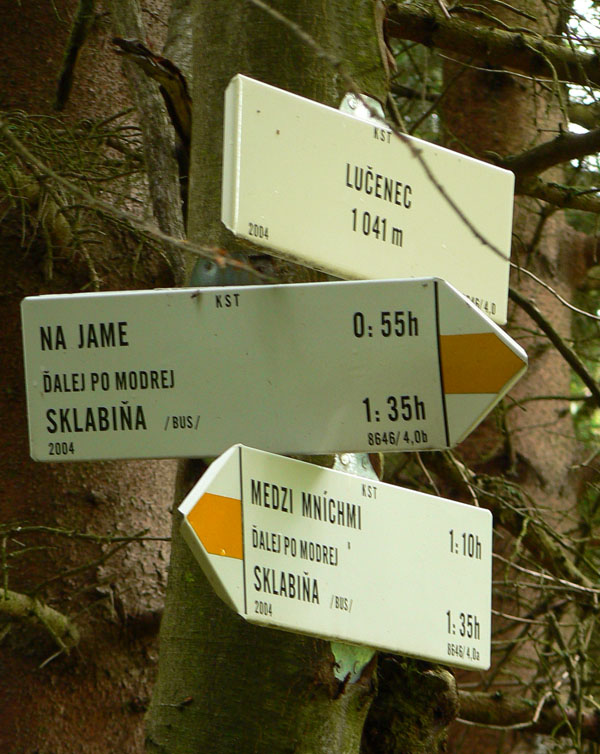 KST
LUČENEC
1 041 m
2004
KST
NA JAME 0:55h
ĎALEJ PO MODREJ
SKLABIŇA /BUS/ 1:35h
2004 8646/4,0b
KST
MEDZI MNÍCHMI 1:10h
ĎALEJ PO MODREJ
SKLABIŇA /BUS/ 1:35h
2004 8646/4,0a